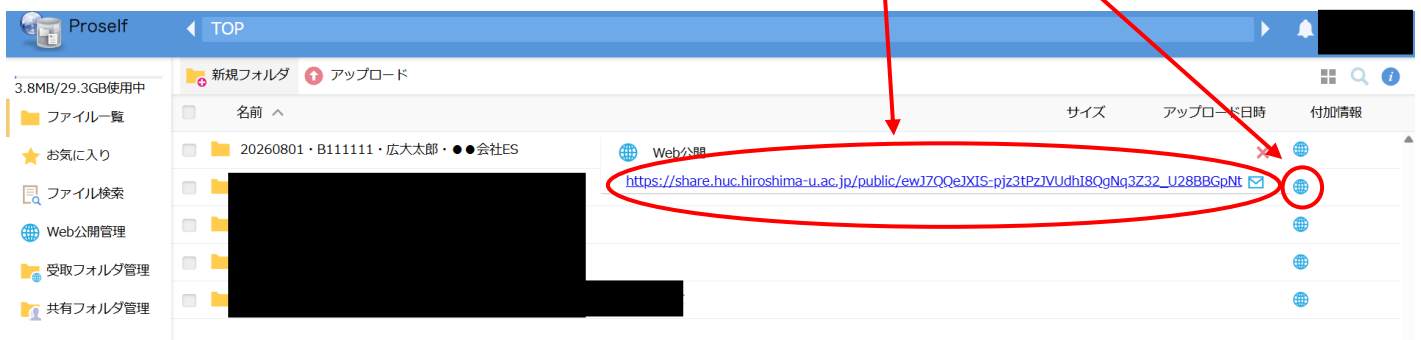 Proself
TOP
3.8MB/29.3GB使用中
新規フォルダ
アップロード
名前
サイズ
アップロード日時
付加情報
ファイル一覧
お気に入り
ファイル検索
Web公開管理
受取フォルダ管理
共有フォルダ管理
20260801・B111111・広大太郎・●●会社ES
Web公開
https://share.huc.hiroshima-u.ac.jp/public/ewJ7QQeJXIS-pjz3tPzJVUdhI8QgNq3Z32_U28BBGpNt